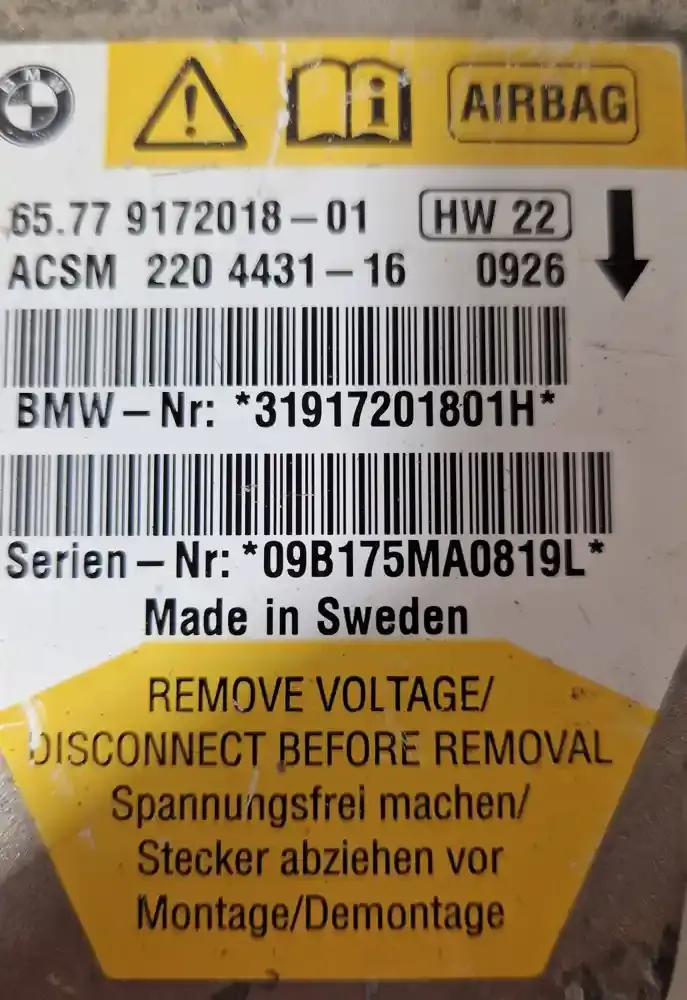 BMW
AIRBAG
65.77 9172018-01 HW 22
ACSM 220 4431-16 0926
BMW-Nr: *31917201801H*
Serien-Nr: *09B175MA0819L*
Made in Sweden
REMOVE VOLTAGE/
DISCONNECT BEFORE REMOVAL
Spannungsfrei machen/
Stecker abziehen vor
Montage/Demontage